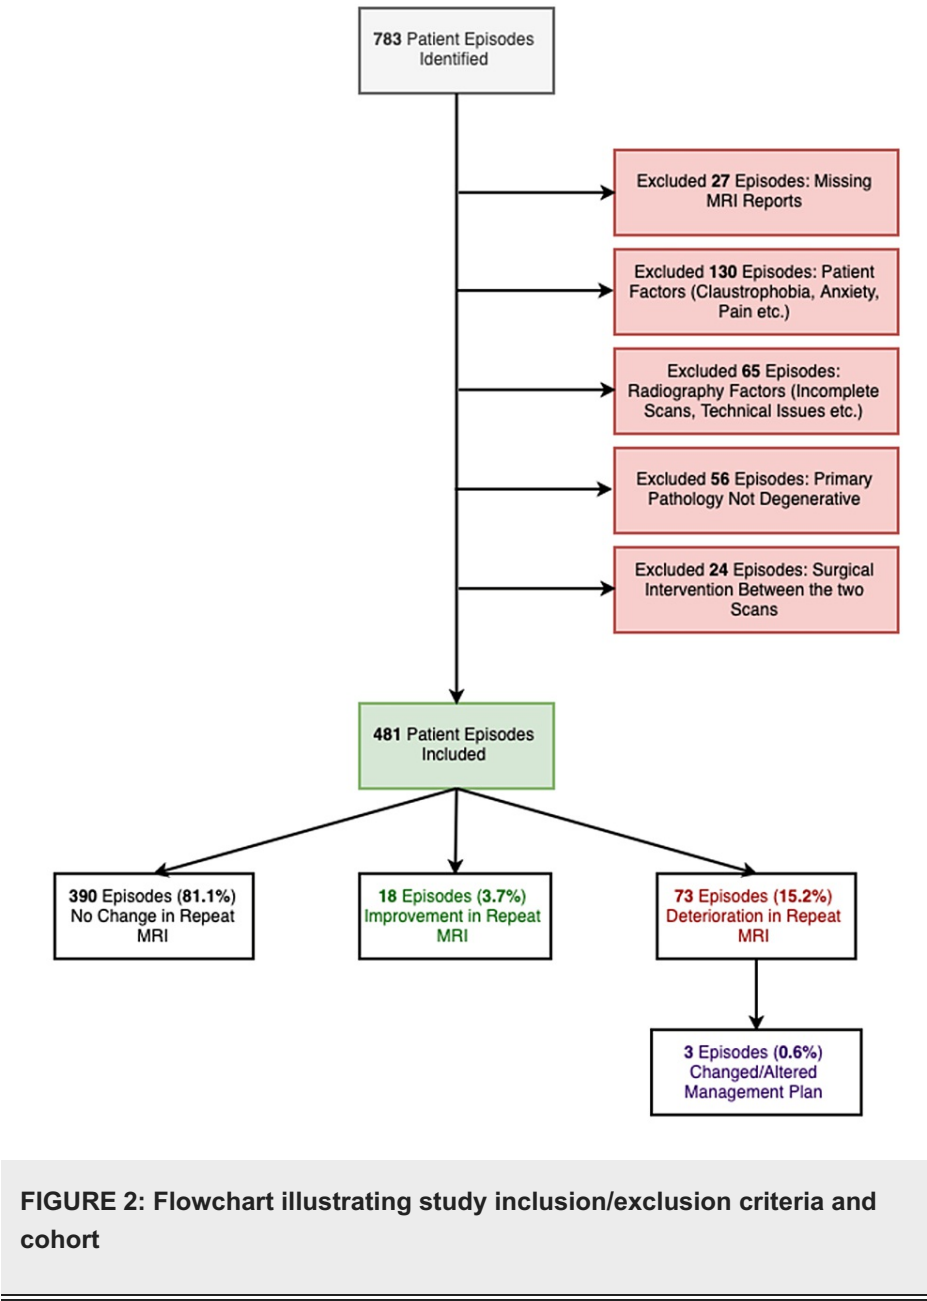 783 Patient Episodes
Identified
Excluded 27 Episodes: Missing
MRI Reports
Excluded 130 Episodes: Patient
Factors (Claustrophobia, Anxiety,
Pain etc.)
Excluded 65 Episodes:
Radiography Factors (Incomplete
Scans, Technical Issues etc.)
Excluded 56 Episodes: Primary
Pathology Not Degenerative
Excluded 24 Episodes: Surgical
Intervention Between the two
Scans
481 Patient Episodes
Included
390 Episodes (81.1%)
No Change in Repeat
MRI
18 Episodes (3.7%)
Improvement in Repeat
MRI
73 Episodes (15.2%)
Deterioration in Repeat
MRI
3 Episodes (0.6%)
Changed/Altered
Management Plan
FIGURE 2: Flowchart illustrating study inclusion/exclusion criteria and
cohort